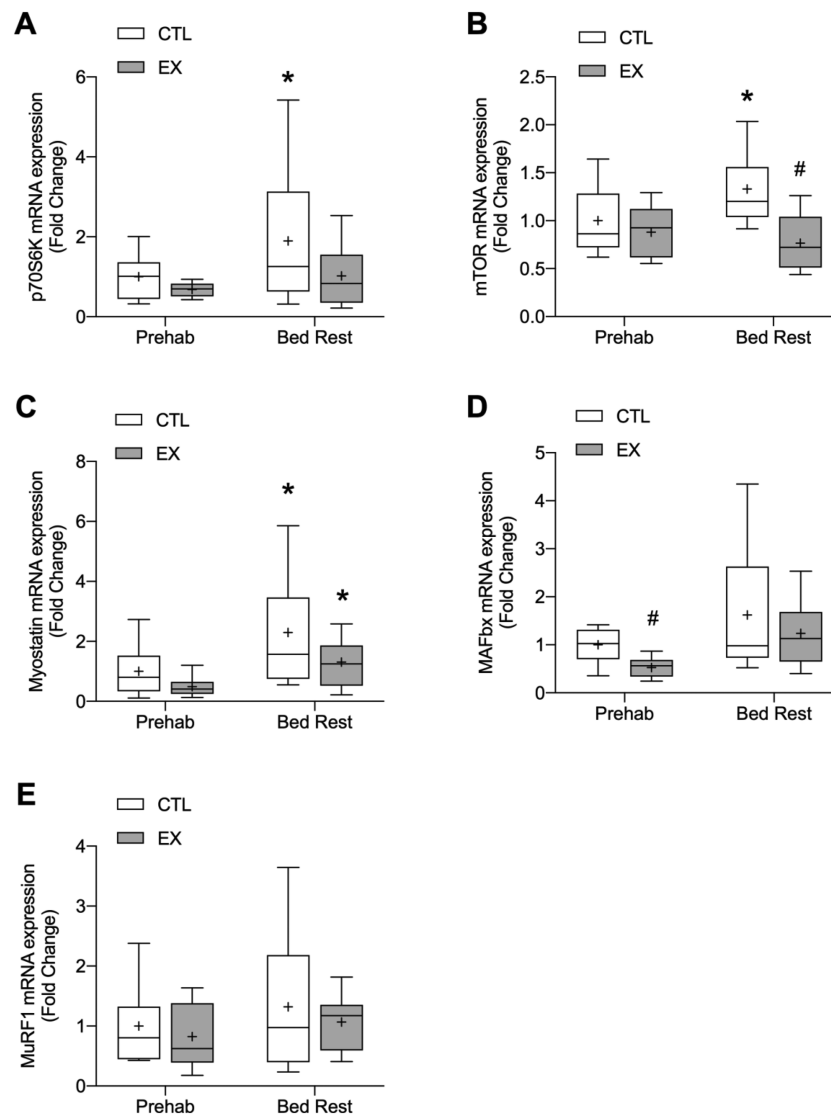 A
CTL
EX
p70S6K mRNA expression
(Fold Change)
6
4
2
0
*
Prehab
Bed Rest
B
CTL
EX
mTOR mRNA expression
(Fold Change)
2.5
2.0
1.5
1.0
0.5
0.0
*
#
Prehab
Bed Rest
C
CTL
EX
Myostatin mRNA expression
(Fold Change)
8
6
4
2
0
*
*
Prehab
Bed Rest
D
CTL
EX
MAFbx mRNA expression
(Fold Change)
5
4
3
2
1
0
#
Prehab
Bed Rest
E
CTL
EX
MuRF1 mRNA expression
(Fold Change)
4
3
2
1
0
Prehab
Bed Rest